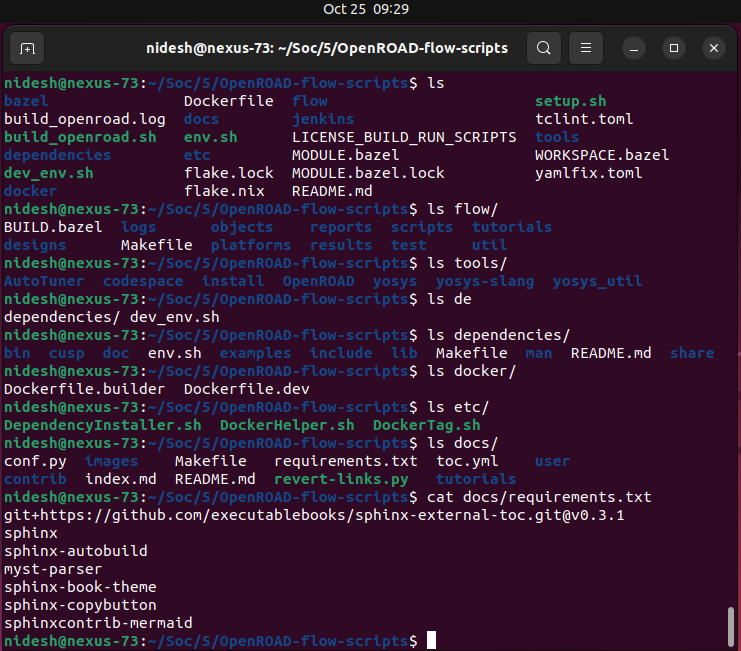 Oct 25 09:29
nidesh@nexus-73: ~/Soc/5/OpenROAD-flow-scripts
nidesh@nexus-73:~/Soc/5/OpenROAD-flow-scripts$ ls
bazel Dockerfile flow setup.sh
build_openroad.log docs jenkins tclint.toml
build_openroad.sh env.sh LICENSE_BUILD_RUN_SCRIPTS tools
dependencies etc MODULE.bazel WORKSPACE.bazel
dev_env.sh flake.lock MODULE.bazel.lock yamlfix.toml
docker flake.nix README.md
nidesh@nexus-73:~/Soc/5/OpenROAD-flow-scripts$ ls flow/
BUILD.bazel logs objects reports scripts tutorials
designs Makefile platforms results test util
nidesh@nexus-73:~/Soc/5/OpenROAD-flow-scripts$ ls tools/
AutoTuner codespace install OpenROAD yosys yosys-slang yosys_util
nidesh@nexus-73:~/Soc/5/OpenROAD-flow-scripts$ ls de
dependencies/ dev_env.sh
nidesh@nexus-73:~/Soc/5/OpenROAD-flow-scripts$ ls dependencies/
bin cusp doc env.sh examples include lib Makefile man README.md share
nidesh@nexus-73:~/Soc/5/OpenROAD-flow-scripts$ ls docker/
Dockerfile.builder Dockerfile.dev
nidesh@nexus-73:~/Soc/5/OpenROAD-flow-scripts$ ls etc/
DependencyInstaller.sh DockerHelper.sh DockerTag.sh
nidesh@nexus-73:~/Soc/5/OpenROAD-flow-scripts$ ls docs/
conf.py images Makefile requirements.txt toc.yml user
contrib index.md README.md revert-links.py tutorials
nidesh@nexus-73:~/Soc/5/OpenROAD-flow-scripts$ cat docs/requirements.txt
git+https://github.com/executablebooks/sphinx-external-toc.git@v0.3.1
sphinx
sphinx-autobuild
myst-parser
sphinx-book-theme
sphinx-copybutton
sphinxcontrib-mermaid
nidesh@nexus-73:~/Soc/5/OpenROAD-flow-scripts$